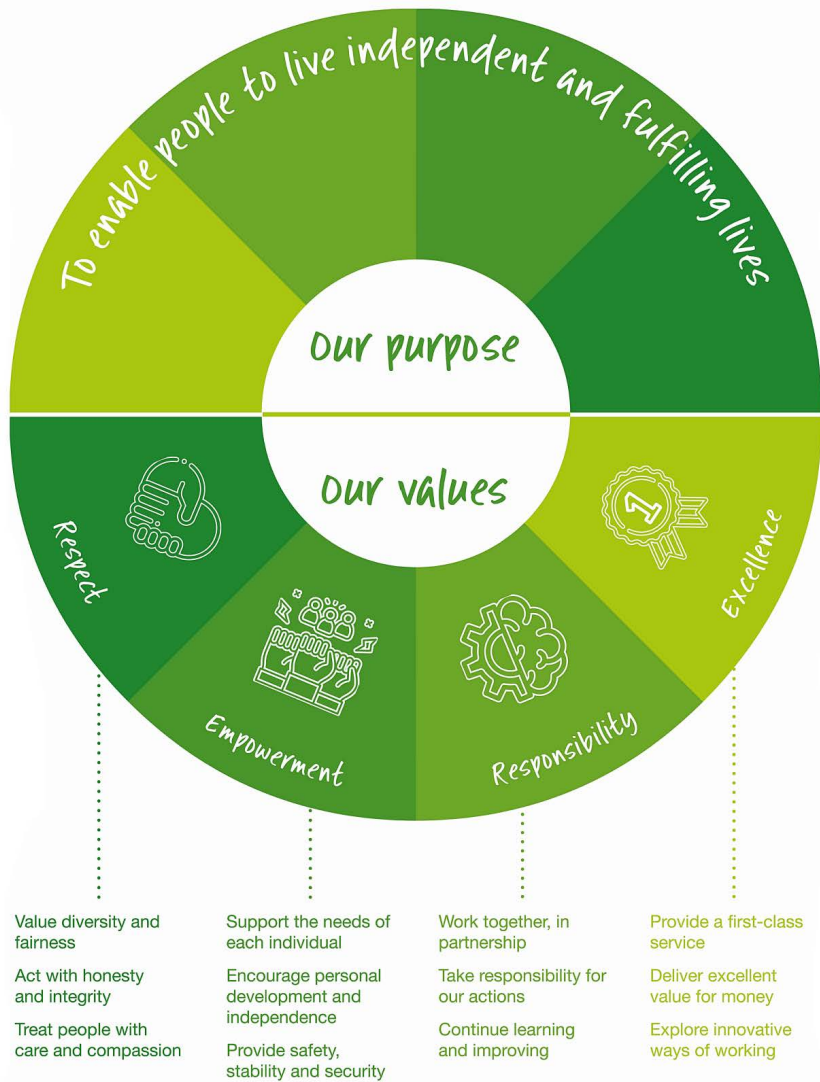 To enable people to live independent and fulfilling lives
Our purpose
Our values
Respect
Empowerment
Responsibility
Excellence
1
Value diversity and
fairness
Act with honesty
and integrity
Treat people with
care and compassion
Support the needs of
each individual
Encourage personal
development and
independence
Provide safety,
stability and security
Work together, in
partnership
Take responsibility for
our actions
Continue learning
and improving
Provide a first-class
service
Deliver excellent
value for money
Explore innovative
ways of working